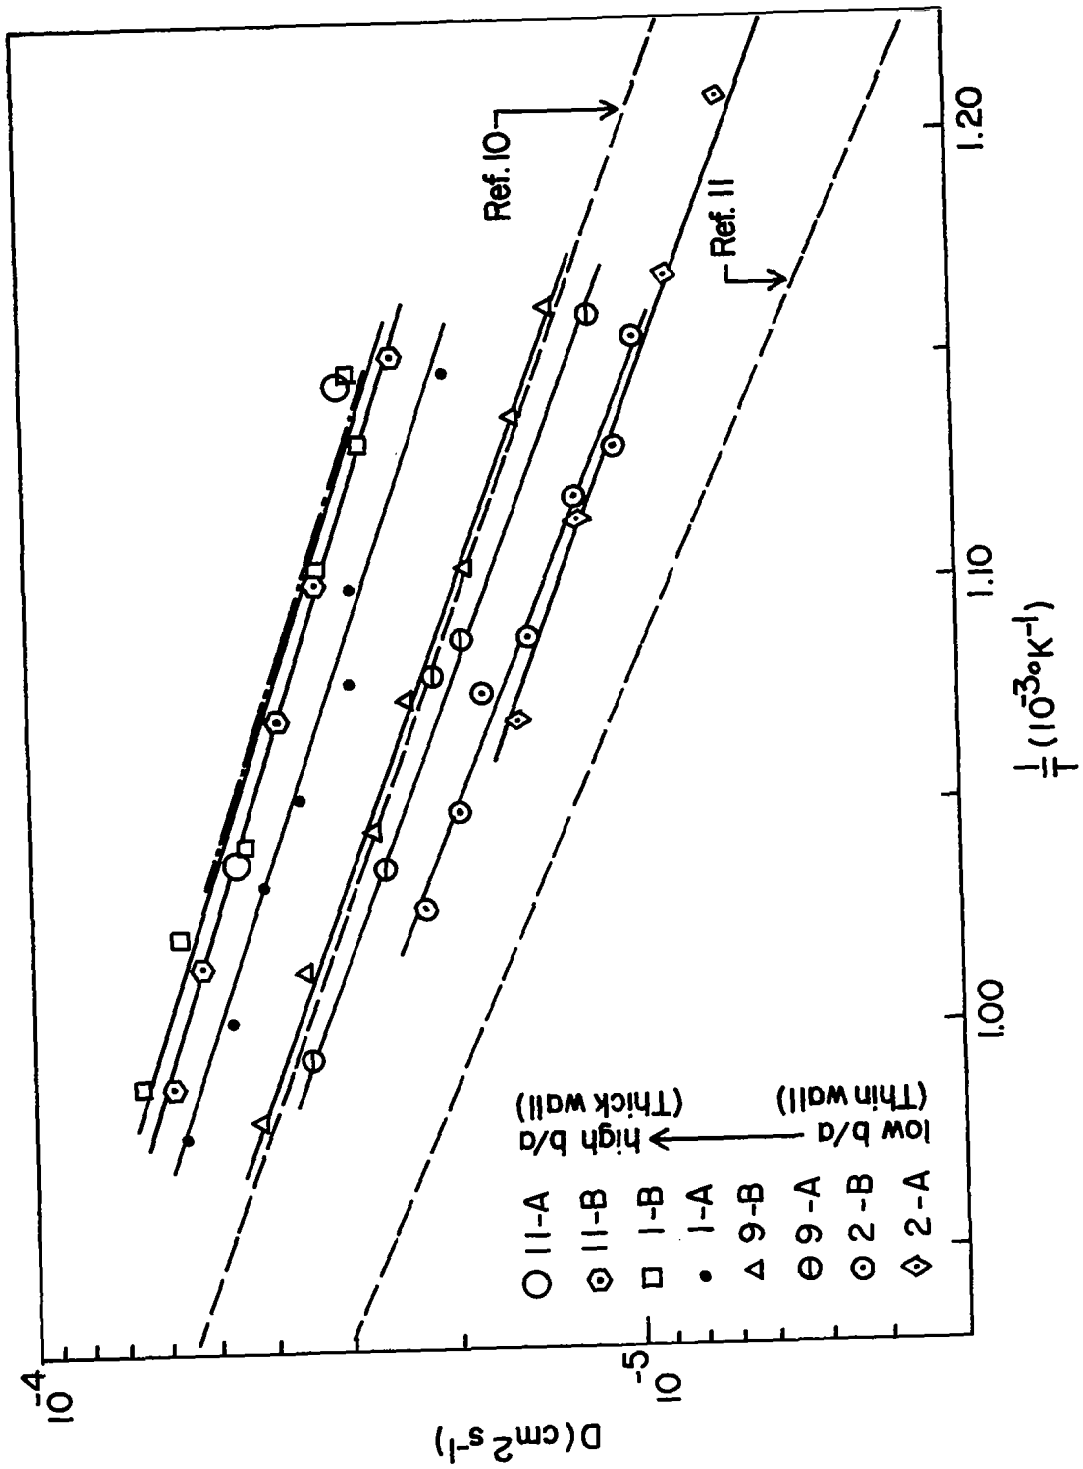 10⁻⁴
10⁻⁵
D (cm² s⁻¹)
1.00
1.10
1.20
1/T (10⁻³ °K⁻¹)
Ref. 10
Ref. 11
11-A
11-B
1-B
1-A
9-B
9-A
2-B
2-A
high b/a
(Thick wall)
low b/a
(Thin wall)